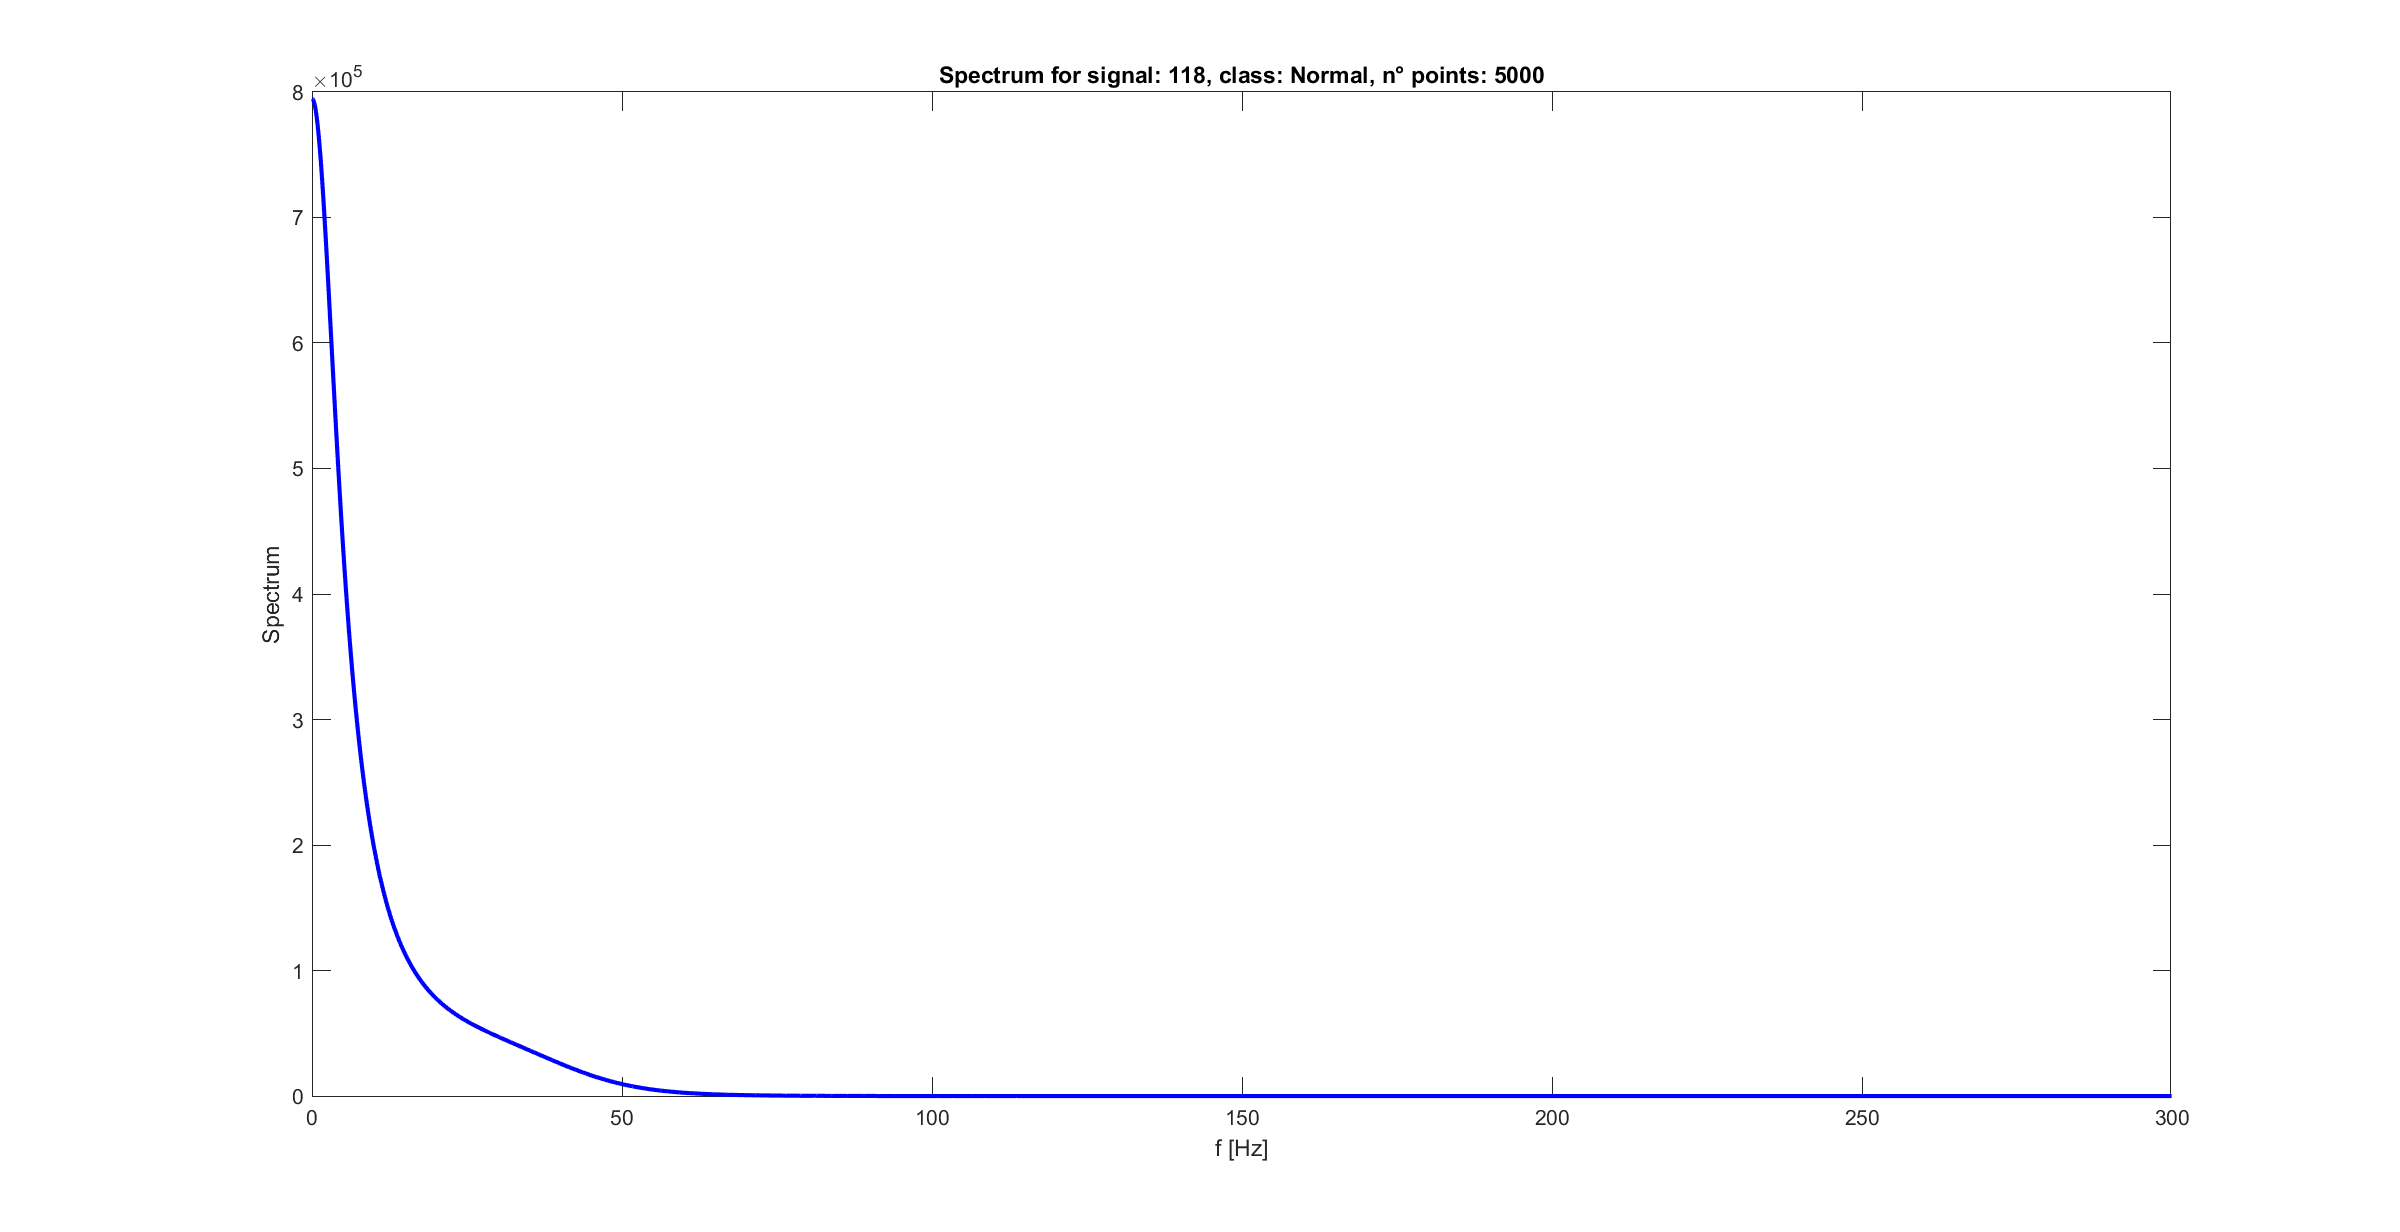 Spectrum for signal: 118, class: Normal, n° points: 5000
×10^5
8
7
6
5
4
3
2
1
0
Spectrum
0 50 100 150 200 250 300
f [Hz]